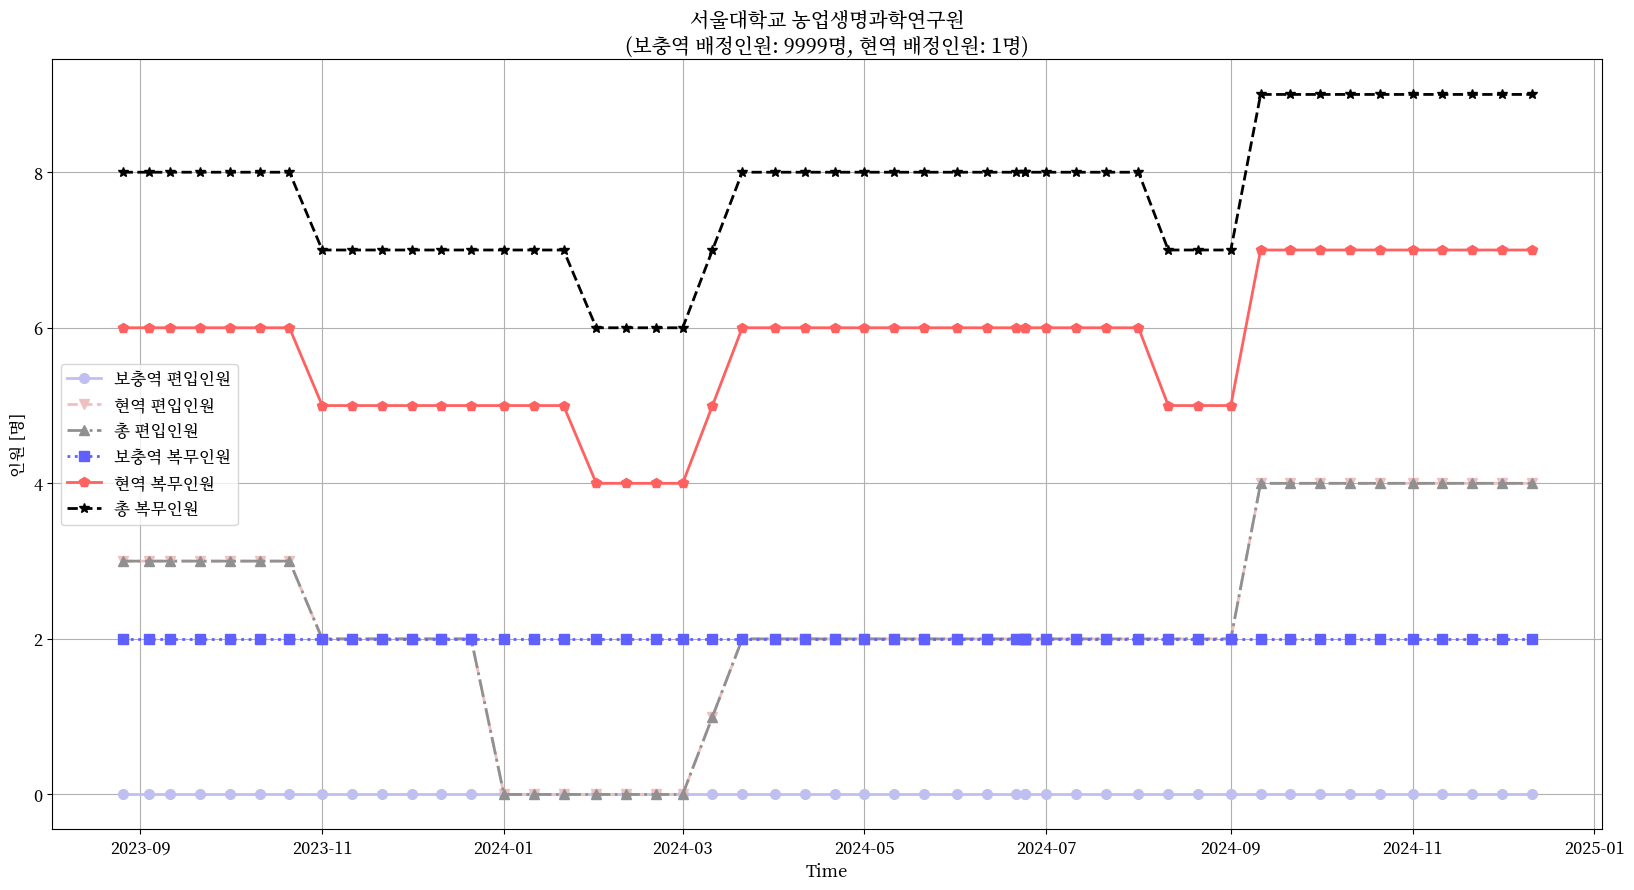 서울대학교 농업생명과학연구원
(보충역 배정인원: 9999명, 현역 배정인원: 1명)
인원 [명]
8
6
4
2
0
보충역 편입인원
현역 편입인원
총 편입인원
보충역 복무인원
현역 복무인원
총 복무인원
2023-09 2023-11 2024-01 2024-03 2024-05 2024-07 2024-09 2024-11 2025-01
Time